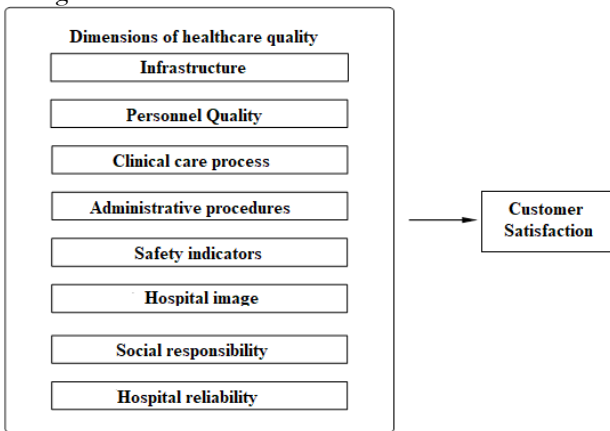 Dimensions of healthcare quality
Infrastructure
Personnel Quality
Clinical care process
Administrative procedures
Safety indicators
Hospital image
Social responsibility
Hospital reliability
Customer
Satisfaction